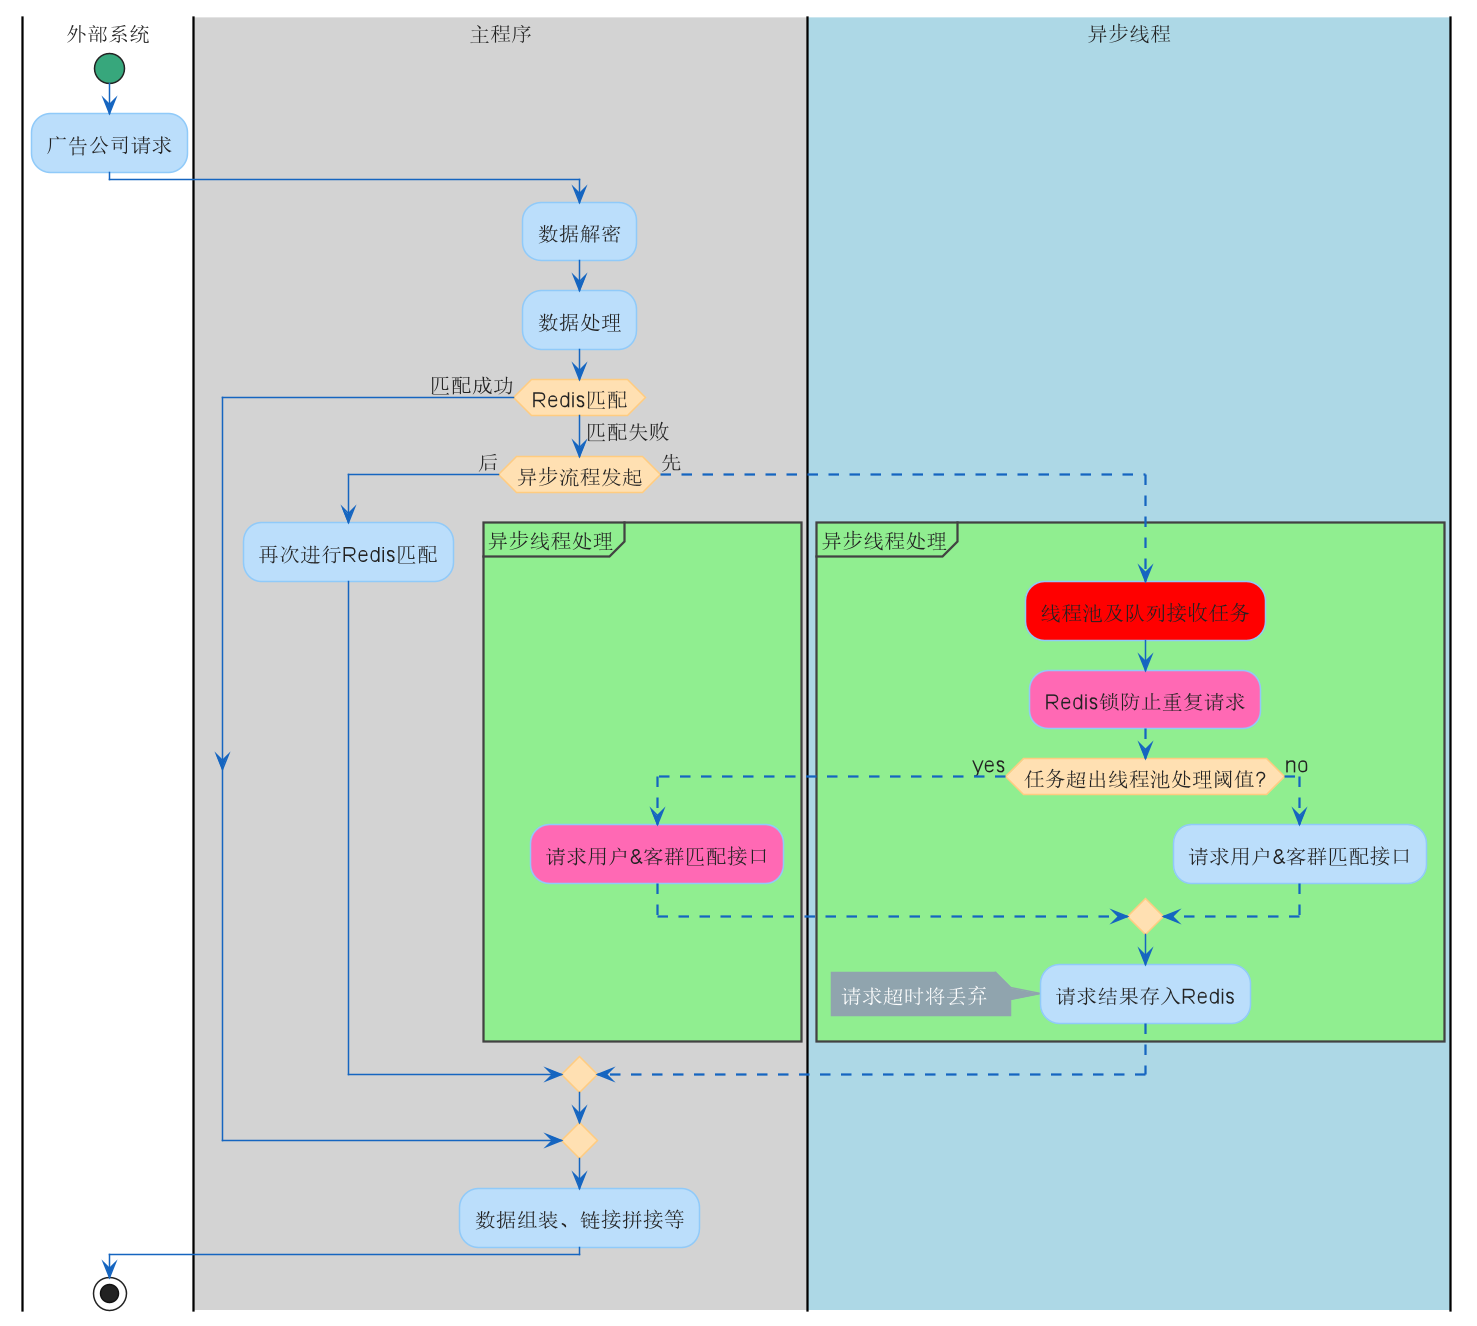 外部系统
主程序
异步线程
广告公司请求
数据解密
数据处理
匹配成功
Redis匹配
匹配失败
后
异步流程发起
先
再次进行Redis匹配
异步线程处理
异步线程处理
线程池及队列接收任务
Redis锁防止重复请求
yes
任务超出线程池处理阈值?
no
请求用户&客群匹配接口
请求用户&客群匹配接口
请求超时将丢弃
请求结果存入Redis
数据组装、链接拼接等